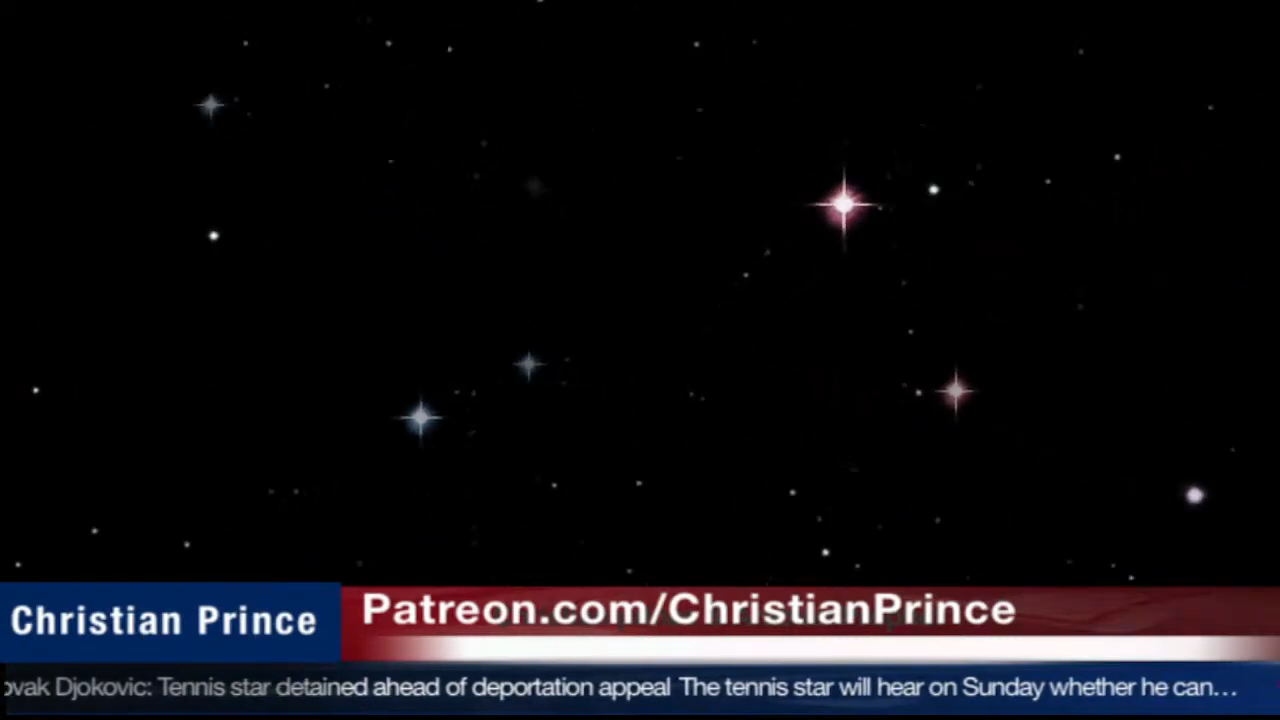 Christian Prince
Patreon.com/ChristianPrince
ovak Djokovic: Tennis star detained ahead of deportation appeal The tennis star will hear on Sunday whether he can…